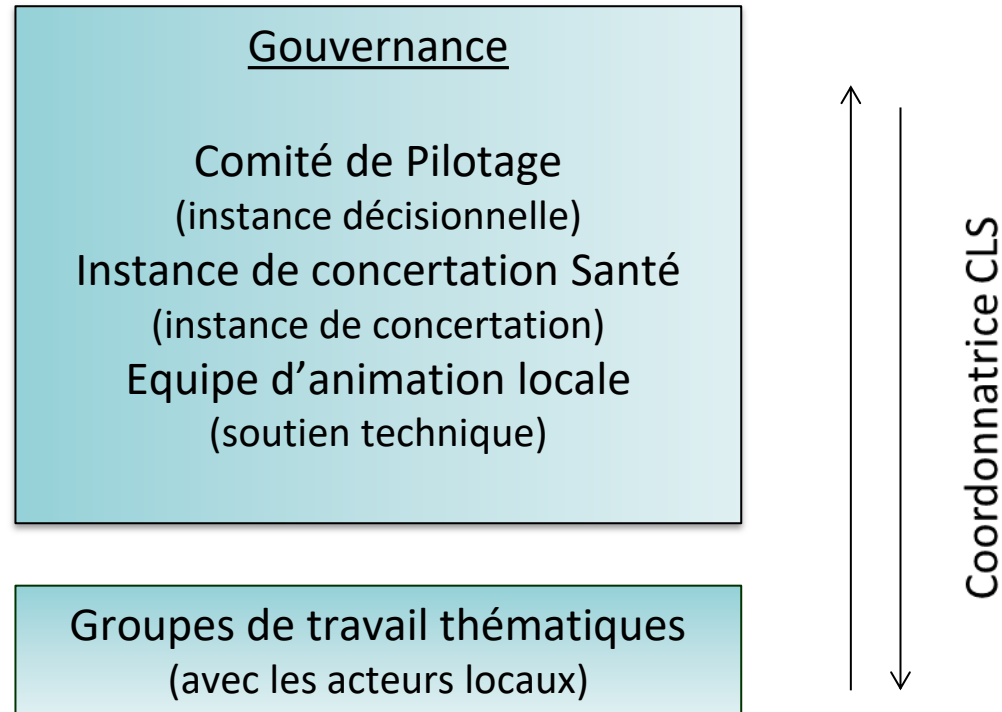 Gouvernance
Comité de Pilotage
(instance décisionnelle)
Instance de concertation Santé
(instance de concertation)
Equipe d’animation locale
(soutien technique)
Groupes de travail thématiques
(avec les acteurs locaux)
Coordonnatrice CLS